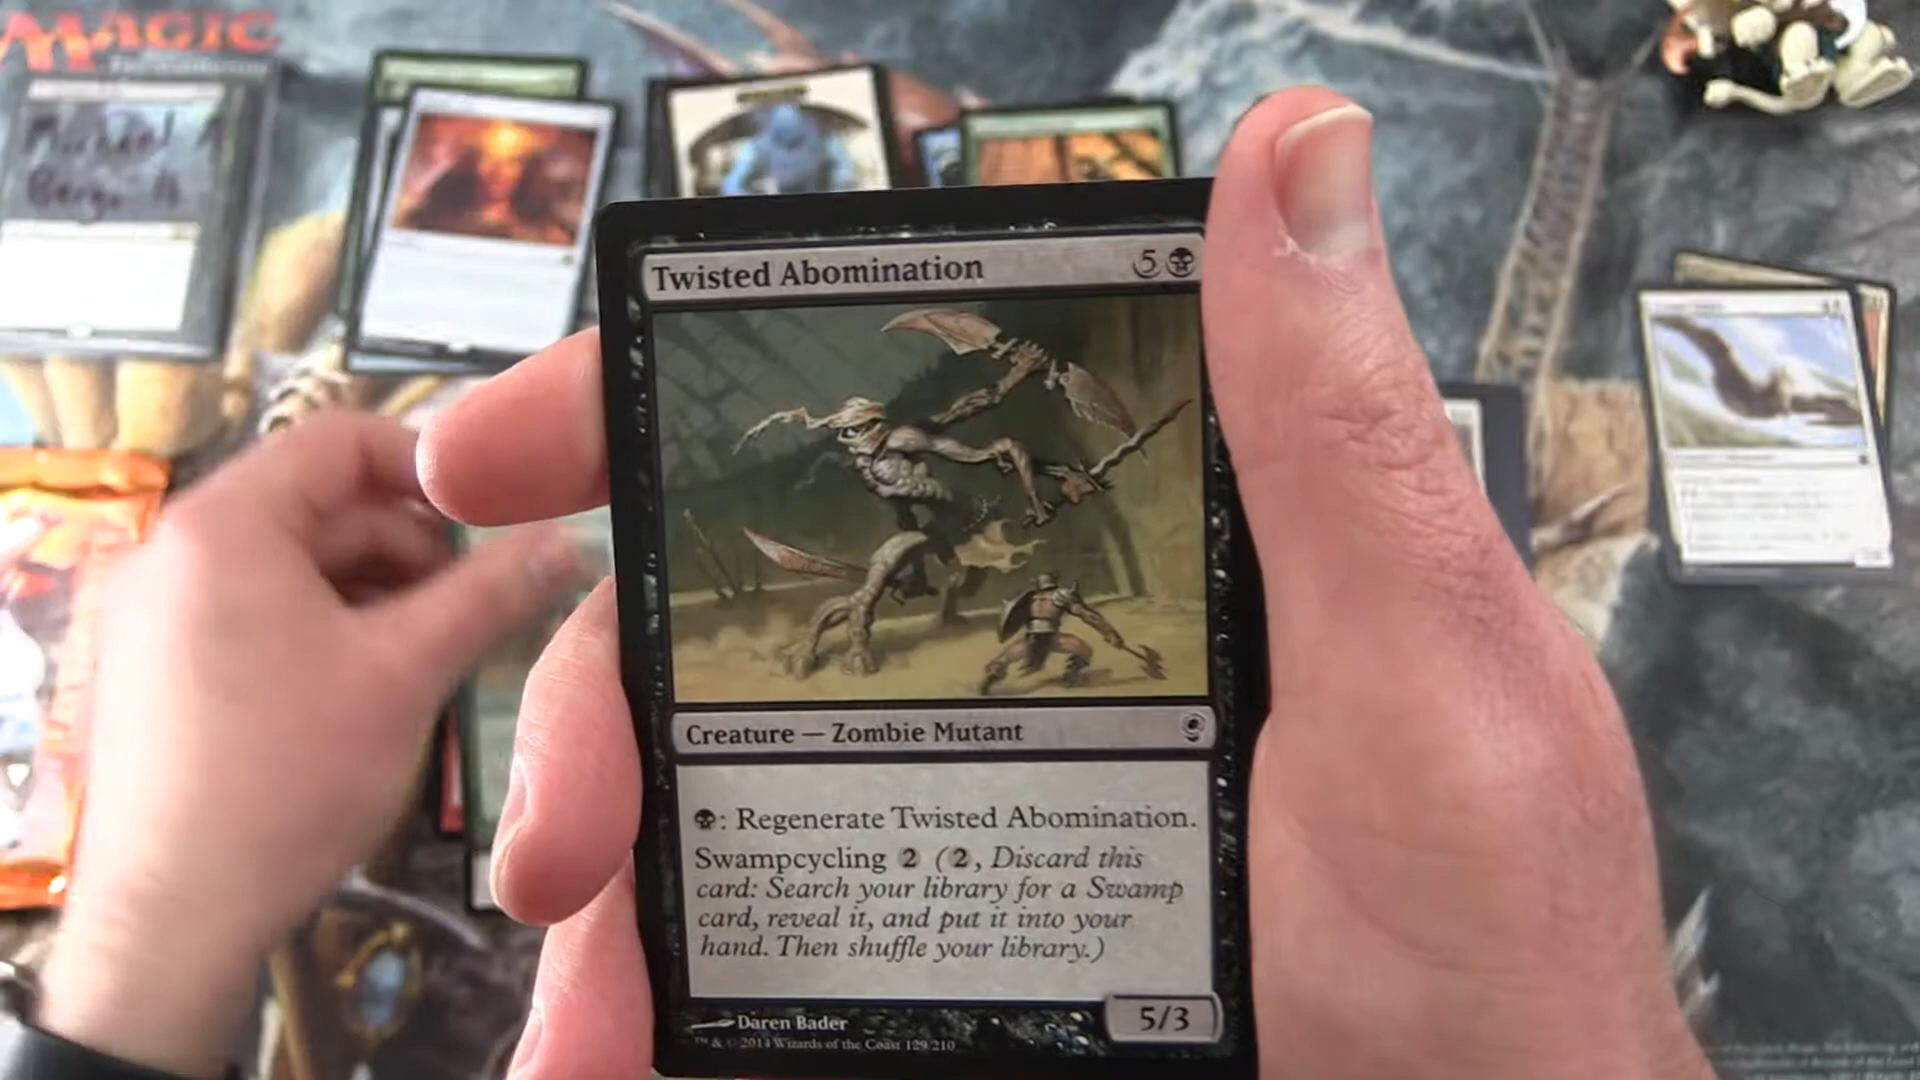 MAGIC
Twisted Abomination 5
Creature — Zombie Mutant
: Regenerate Twisted Abomination.
Swampcycling 2 (2, Discard this
card: Search your library for a Swamp
card, reveal it, and put it into your
hand. Then shuffle your library.)
5/3
Daren Bader
™ & © 2014 Wizards of the Coast 129/210